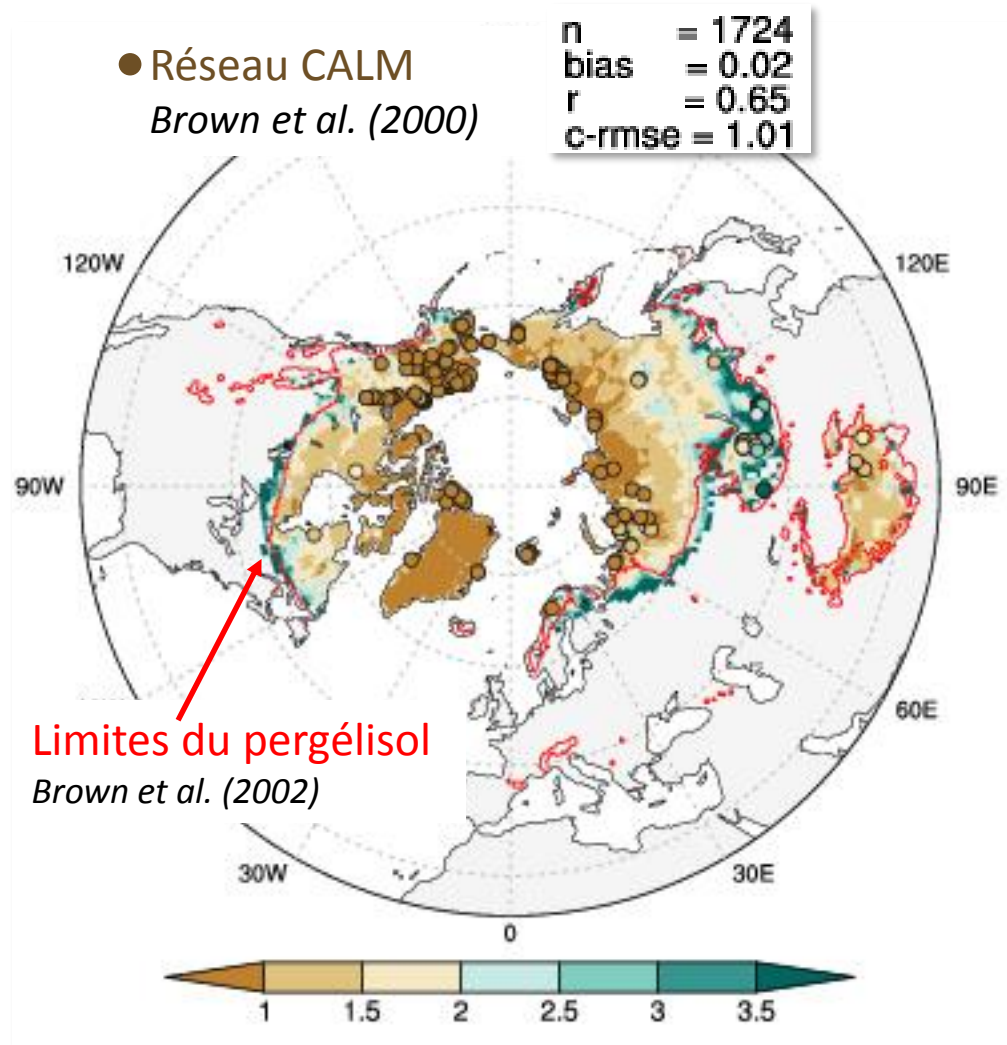 Réseau CALM
Brown et al. (2000)
n = 1724
bias = 0.02
r = 0.65
c-rmse = 1.01
120W
120E
90W
90E
60E
Limites du pergélisol
Brown et al. (2002)
30W
30E
0
1 1.5 2 2.5 3 3.5